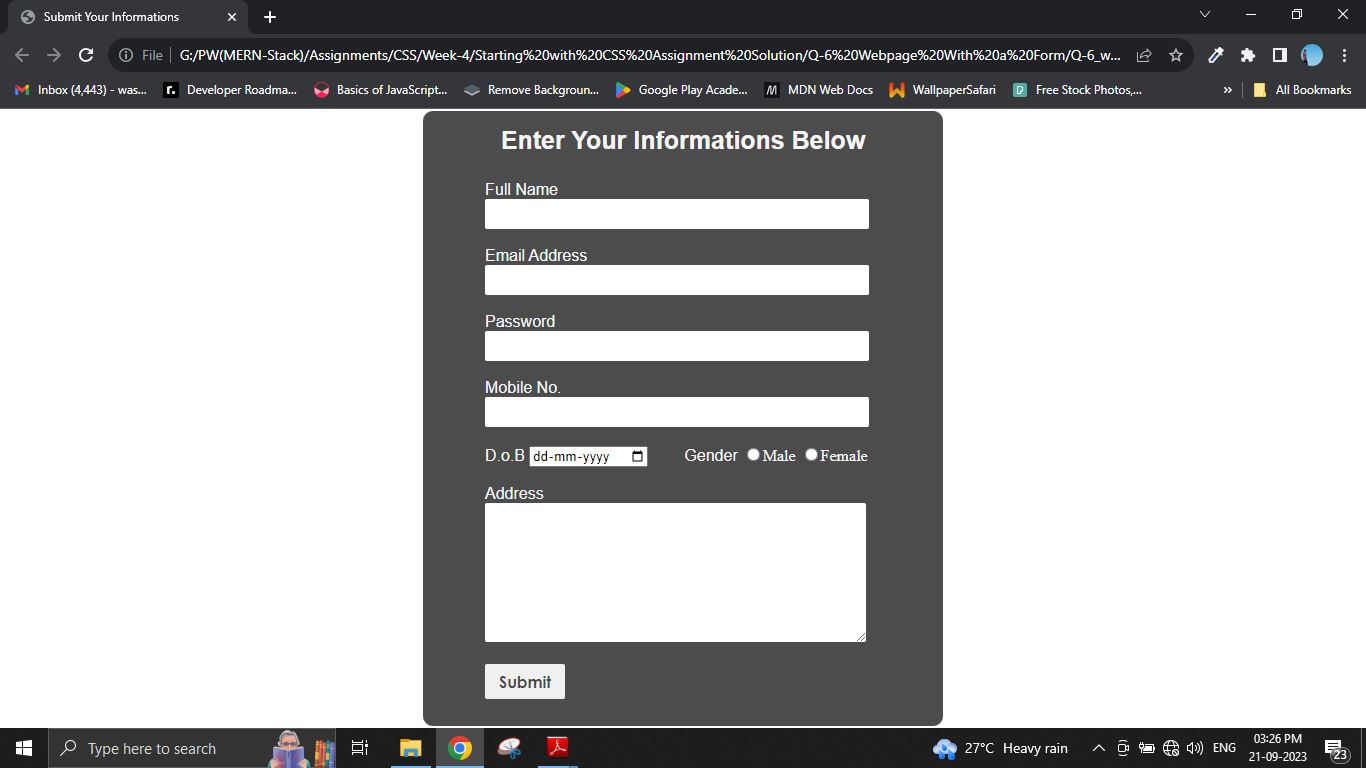 Submit Your Informations
File
G:/PW(MERN-Stack)/Assignments/CSS/Week-4/Starting%20with%20CSS%20Assignment%20Solution/Q-6%20Webpage%20With%20a%20Form/Q-6_w...
Inbox (4,443) - was... Developer Roadma... Basics of JavaScript... Remove Backgroun... Google Play Acade... MDN Web Docs WallpaperSafari Free Stock Photos,... » All Bookmarks
Enter Your Informations Below
Full Name
Email Address
Password
Mobile No.
D.o.B dd-mm-yyyy Gender Male Female
Address
Submit
Type here to search
27°C Heavy rain
ENG
03:26 PM
21-09-2023
23